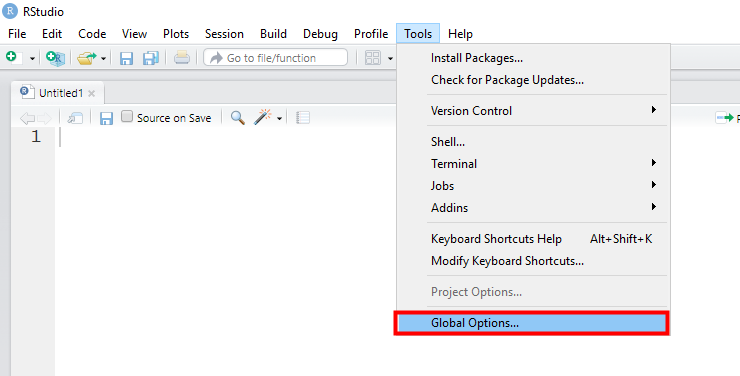 RStudio
File Edit Code View Plots Session Build Debug Profile Tools Help
Go to file/function
Install Packages...
Check for Package Updates...
Untitled1
Source on Save
Version Control
1
Shell...
Terminal
Jobs
Addins
Keyboard Shortcuts Help Alt+Shift+K
Modify Keyboard Shortcuts...
Project Options...
Global Options...